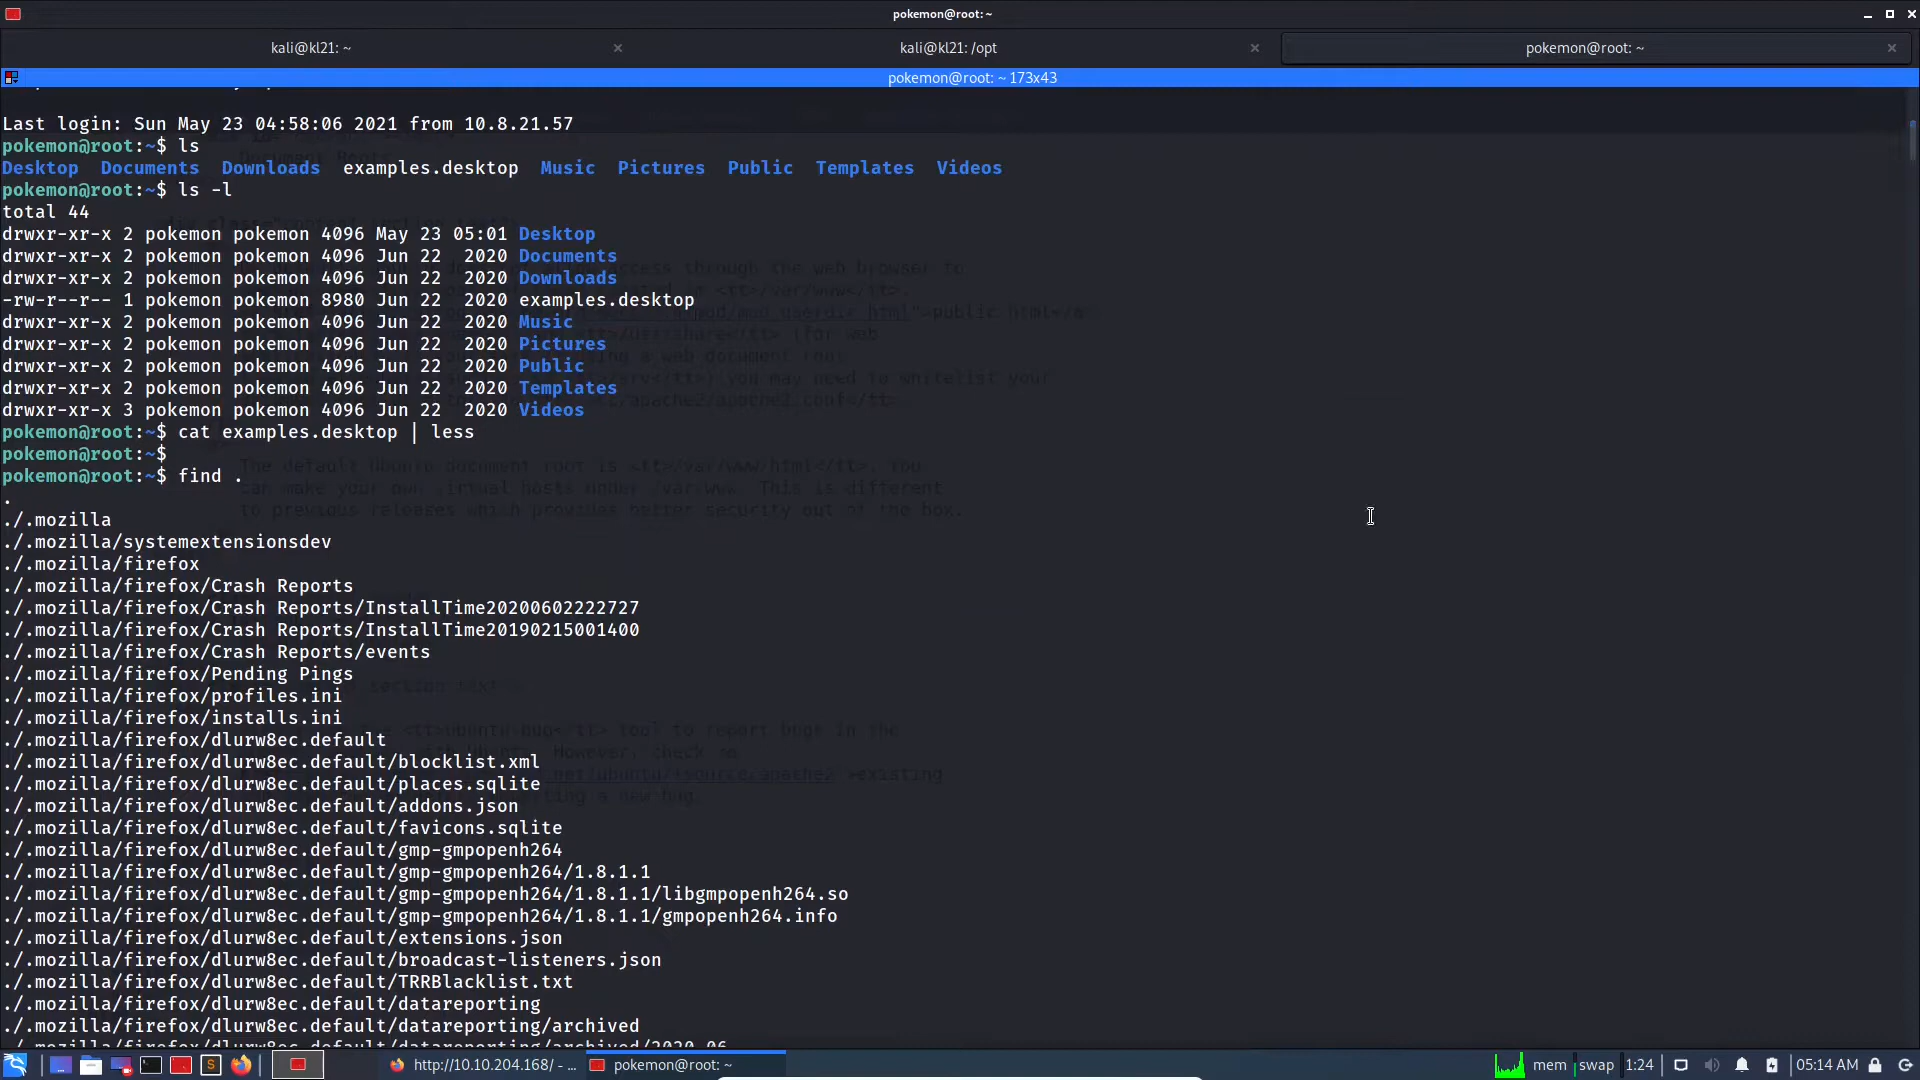 pokemon@root: ~
kali@kl21: ~
kali@kl21: /opt
pokemon@root: ~
pokemon@root: ~ 173x43
Last login: Sun May 23 04:58:06 2021 from 10.8.21.57
pokemon@root:~$ ls
Desktop Documents Downloads examples.desktop Music Pictures Public Templates Videos
pokemon@root:~$ ls -l
total 44
drwxr-xr-x 2 pokemon pokemon 4096 May 23 05:01 Desktop
drwxr-xr-x 2 pokemon pokemon 4096 Jun 22 2020 Documents
drwxr-xr-x 2 pokemon pokemon 4096 Jun 22 2020 Downloads
-rw-r--r-- 1 pokemon pokemon 8980 Jun 22 2020 examples.desktop
drwxr-xr-x 2 pokemon pokemon 4096 Jun 22 2020 Music
drwxr-xr-x 2 pokemon pokemon 4096 Jun 22 2020 Pictures
drwxr-xr-x 2 pokemon pokemon 4096 Jun 22 2020 Public
drwxr-xr-x 2 pokemon pokemon 4096 Jun 22 2020 Templates
drwxr-xr-x 3 pokemon pokemon 4096 Jun 22 2020 Videos
pokemon@root:~$ cat examples.desktop | less
pokemon@root:~$
pokemon@root:~$ find .
.
./.mozilla
./.mozilla/systemextensionsdev
./.mozilla/firefox
./.mozilla/firefox/Crash Reports
./.mozilla/firefox/Crash Reports/InstallTime20200602222727
./.mozilla/firefox/Crash Reports/InstallTime20190215001400
./.mozilla/firefox/Crash Reports/events
./.mozilla/firefox/Pending Pings
./.mozilla/firefox/profiles.ini
./.mozilla/firefox/installs.ini
./.mozilla/firefox/dlurw8ec.default
./.mozilla/firefox/dlurw8ec.default/blocklist.xml
./.mozilla/firefox/dlurw8ec.default/places.sqlite
./.mozilla/firefox/dlurw8ec.default/addons.json
./.mozilla/firefox/dlurw8ec.default/favicons.sqlite
./.mozilla/firefox/dlurw8ec.default/gmp-gmpopenh264
./.mozilla/firefox/dlurw8ec.default/gmp-gmpopenh264/1.8.1.1
./.mozilla/firefox/dlurw8ec.default/gmp-gmpopenh264/1.8.1.1/libgmpopenh264.so
./.mozilla/firefox/dlurw8ec.default/gmp-gmpopenh264/1.8.1.1/gmpopenh264.info
./.mozilla/firefox/dlurw8ec.default/extensions.json
./.mozilla/firefox/dlurw8ec.default/broadcast-listeners.json
./.mozilla/firefox/dlurw8ec.default/TRRBlacklist.txt
./.mozilla/firefox/dlurw8ec.default/datareporting
./.mozilla/firefox/dlurw8ec.default/datareporting/archived
./.mozilla/firefox/dlurw8ec.default/datareporting/archived/2020-06
http://10.10.204.168/ - ...
pokemon@root: ~
mem swap 1:24 05:14 AM